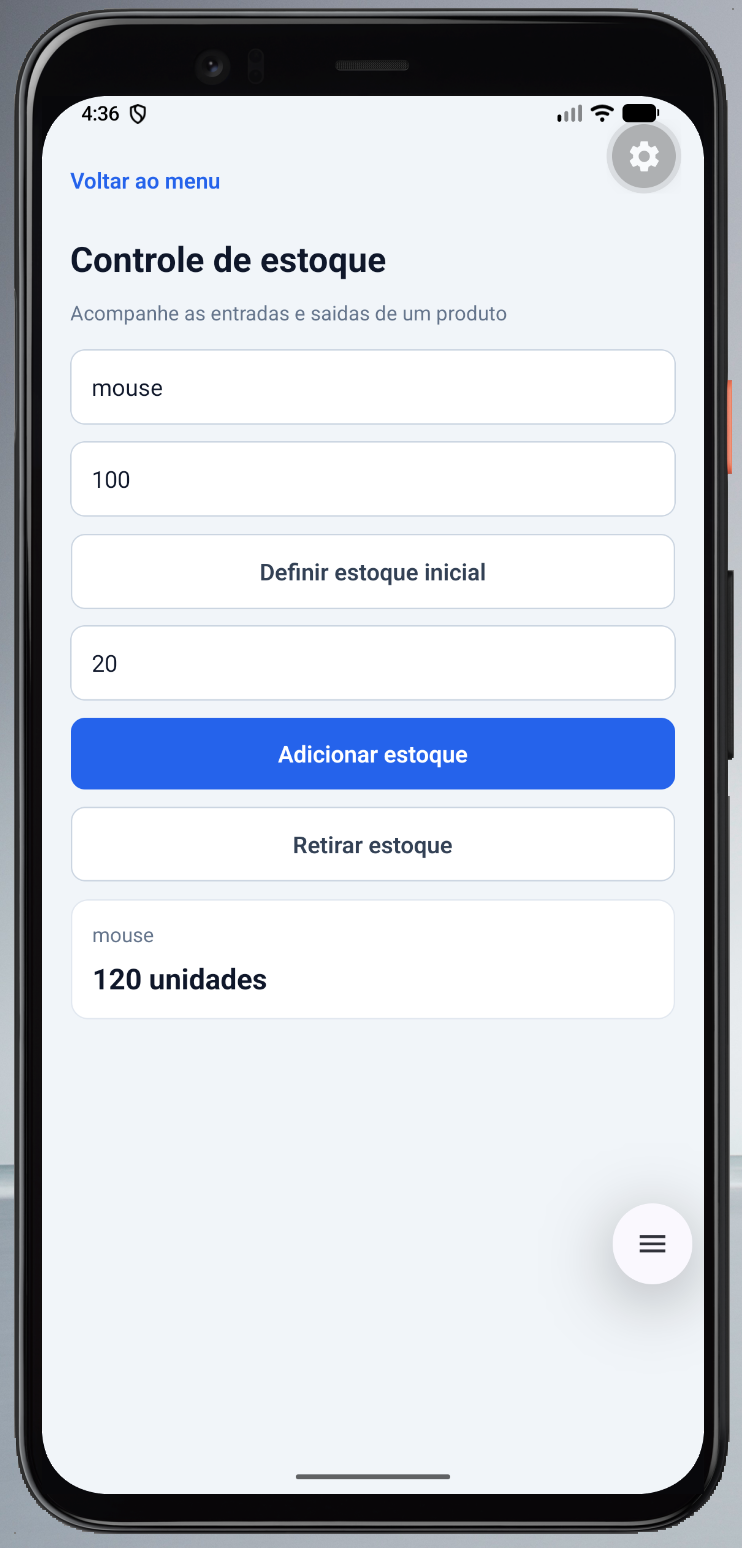 4:36
Voltar ao menu
Controle de estoque
Acompanhe as entradas e saidas de um produto
mouse
100
Definir estoque inicial
20
Adicionar estoque
Retirar estoque
mouse
120 unidades